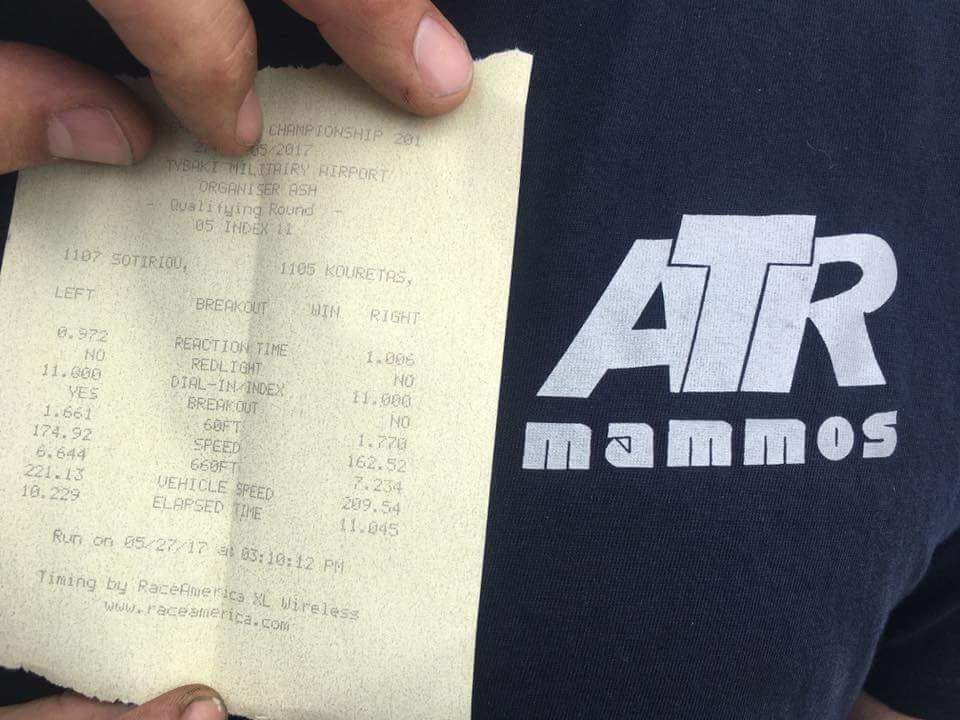 CHAMPIONSHIP 201
05/2017
TYBAKI MILITAIRY AIRPORT
ORGANISER ASH
- Qualifying Round -
05 INDEX 11
1107 SOTIRIOU, 1105 KOURETAS,
LEFT BREAKOUT WIN RIGHT
0.972 REACTION TIME 1.006
NO REDLIGHT NO
11.000 DIAL-IN/INDEX 11.000
YES BREAKOUT NO
1.661 60FT 1.770
174.92 SPEED 162.52
6.644 660FT 7.234
221.13 VEHICLE SPEED 209.54
10.229 ELAPSED TIME 11.045
Run on 05/27/17 @ 03:10:12 PM
Timing by RaceAmerica XL Wireless
www.raceamerica.com
ATR
mammos